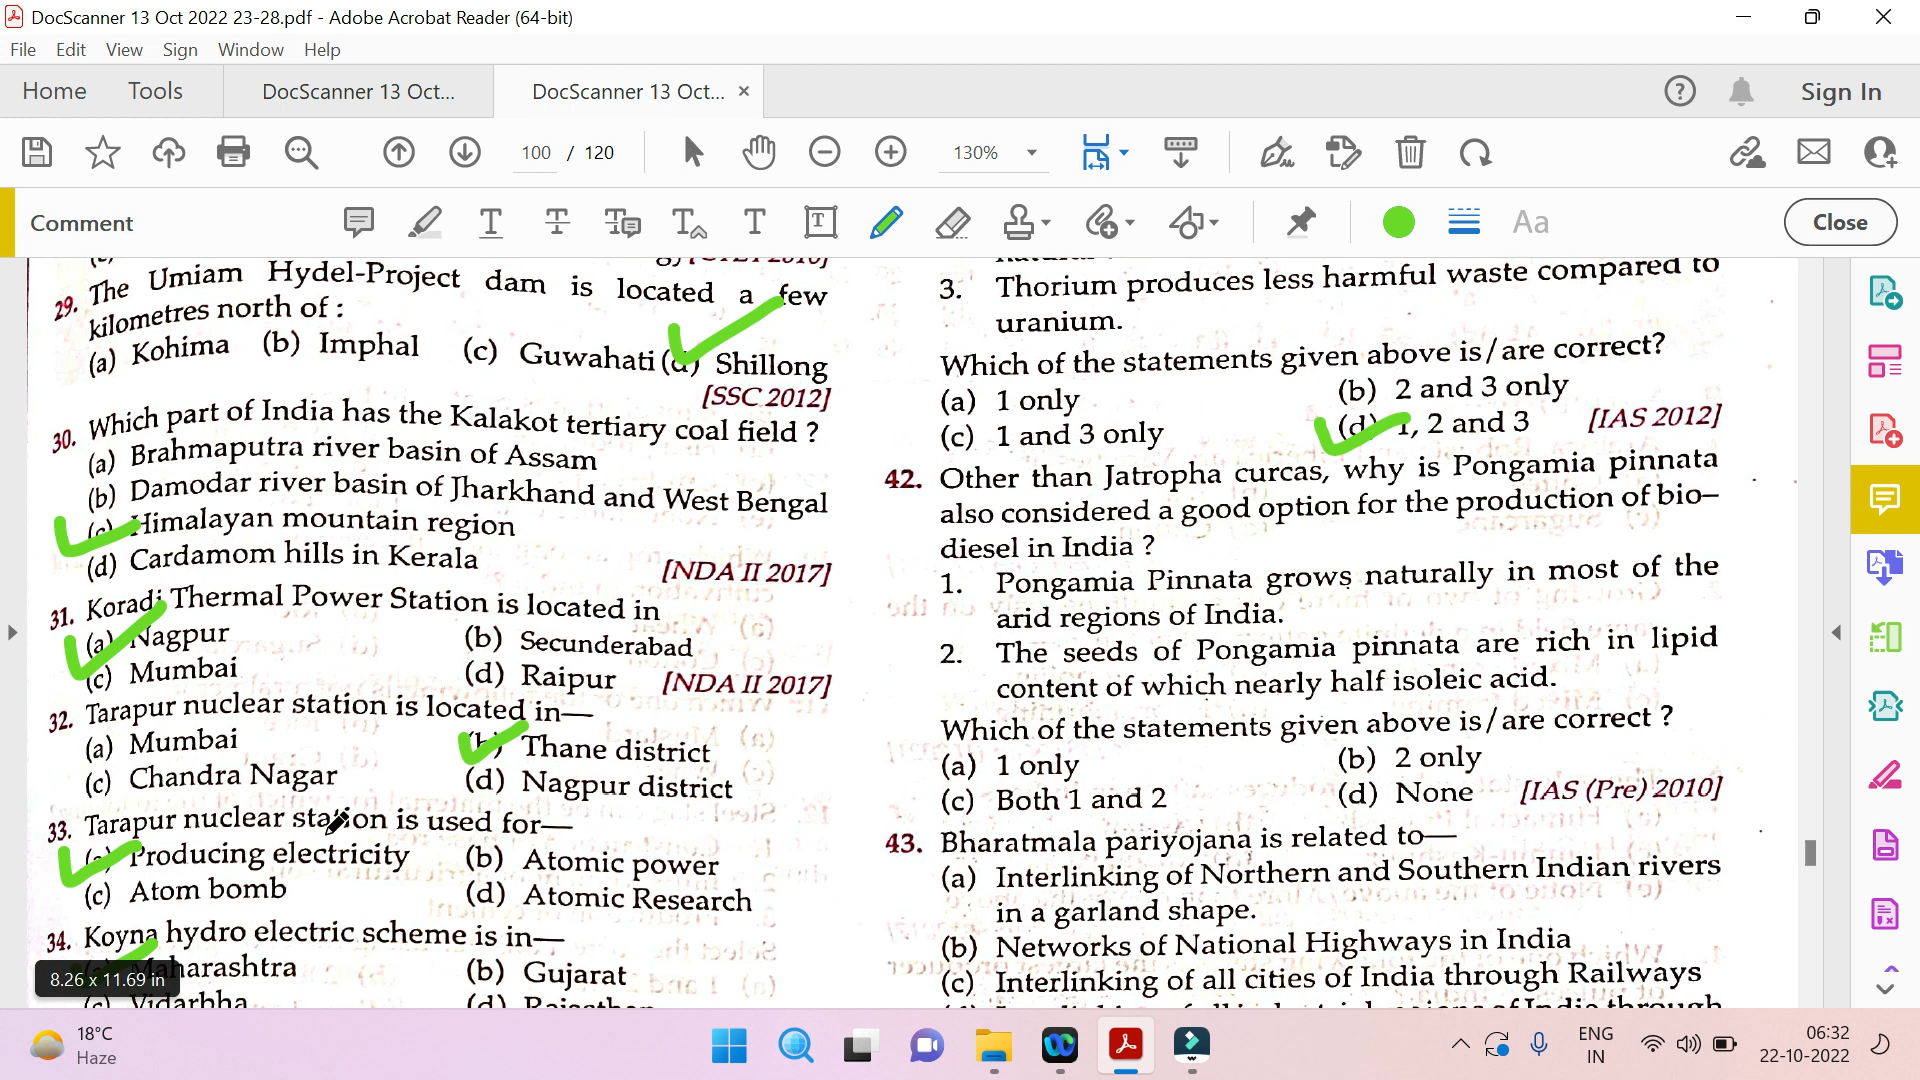 DocScanner 13 Oct 2022 23-28.pdf - Adobe Acrobat Reader (64-bit)
File Edit View Sign Window Help
Home Tools DocScanner 13 Oct... DocScanner 13 Oct... × Sign In
100 / 120 130%
Comment Aa Close
29. The Umiam Hydel-Project dam is located a few
kilometres north of :
(a) Kohima (b) Imphal (c) Guwahati (d) Shillong
[SSC 2012]
30. Which part of India has the Kalakot tertiary coal field ?
(a) Brahmaputra river basin of Assam
(b) Damodar river basin of Jharkhand and West Bengal
(c) Himalayan mountain region
(d) Cardamom hills in Kerala
[NDA II 2017]
31. Koradi Thermal Power Station is located in
(a) Nagpur (b) Secunderabad
(c) Mumbai (d) Raipur [NDA II 2017]
32. Tarapur nuclear station is located in—
(a) Mumbai (b) Thane district
(c) Chandra Nagar (d) Nagpur district
33. Tarapur nuclear station is used for—
(a) Producing electricity (b) Atomic power
(c) Atom bomb (d) Atomic Research
34. Koyna hydro electric scheme is in—
(a) Maharashtra (b) Gujarat
(c) Vidarbha (d) Rajasthan
8.26 x 11.69 in
3. Thorium produces less harmful waste compared to
uranium.
Which of the statements given above is/are correct?
(a) 1 only (b) 2 and 3 only
(c) 1 and 3 only (d) 1, 2 and 3 [IAS 2012]
42. Other than Jatropha curcas, why is Pongamia pinnata
also considered a good option for the production of bio-
diesel in India ?
1. Pongamia Pinnata grows naturally in most of the
arid regions of India.
2. The seeds of Pongamia pinnata are rich in lipid
content of which nearly half isoleic acid.
Which of the statements given above is/are correct ?
(a) 1 only (b) 2 only
(c) Both 1 and 2 (d) None [IAS (Pre) 2010]
43. Bharatmala pariyojana is related to—
(a) Interlinking of Northern and Southern Indian rivers
in a garland shape.
(b) Networks of National Highways in India
(c) Interlinking of all cities of India through Railways
18°C
Haze
ENG
IN
06:32
22-10-2022